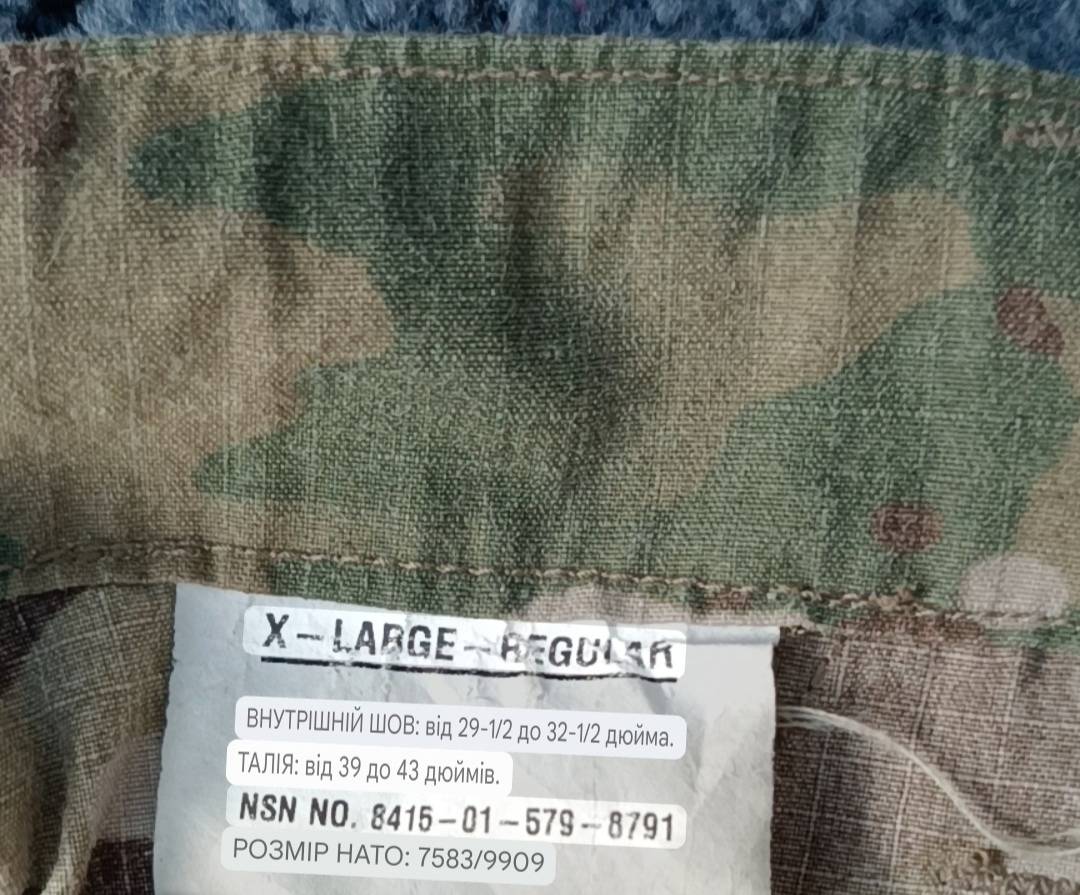 X-LARGE-REGULAR
ВНУТРІШНІЙ ШОВ: від 29-1/2 до 32-1/2 дюйма.
ТАЛІЯ: від 39 до 43 дюймів.
NSN NO. 8415-01-579-8791
РОЗМІР НАТО: 7583/9909